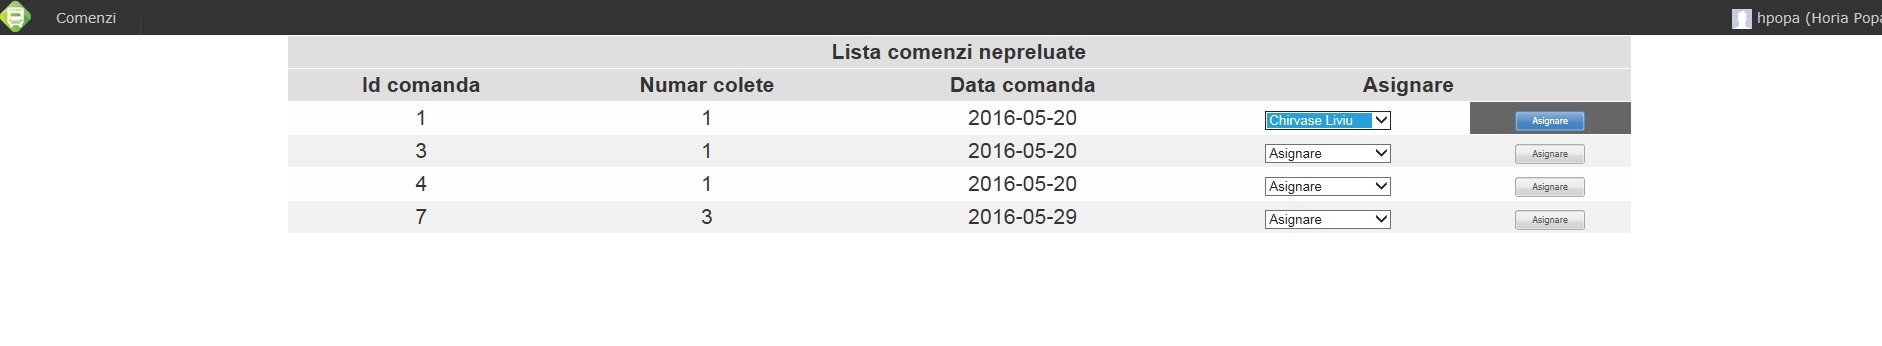 Comenzi hpopa (Horia Popa
Lista comenzi nepreluate
Id comanda Numar colete Data comanda Asignare
1 1 2016-05-20 Chirvase Liviu Asignare
3 1 2016-05-20 Asignare Asignare
4 1 2016-05-20 Asignare Asignare
7 3 2016-05-29 Asignare Asignare